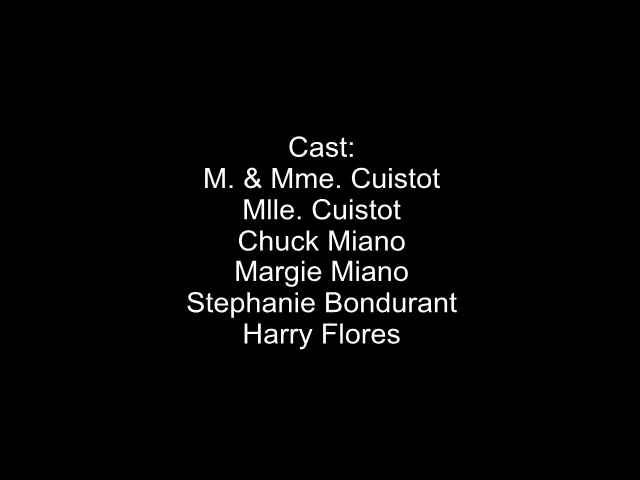 Cast:
M. & Mme. Cuistot
Mlle. Cuistot
Chuck Miano
Margie Miano
Stephanie Bondurant
Harry Flores